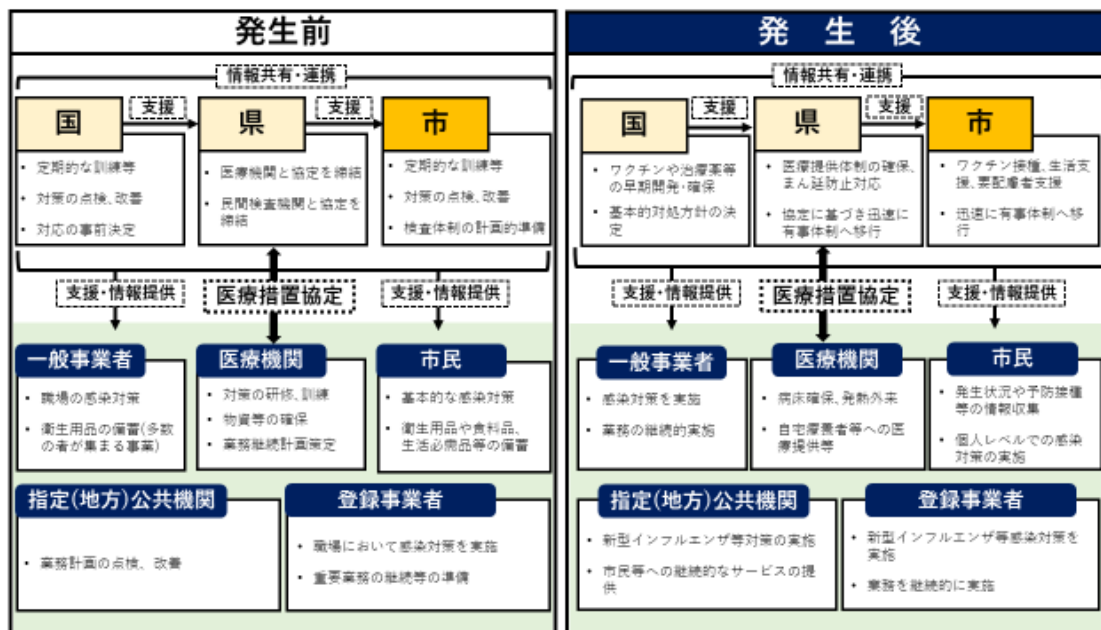 発生前
情報共有・連携
支援
支援
国
県
市
• 定期的な訓練等
• 対策の点検、改善
• 対応の事前決定
• 医療機関と協定を締結
• 民間検査機関と協定を
締結
• 定期的な訓練等
• 対策の点検、改善
• 検査体制の計画的準備
支援・情報提供
医療措置協定
支援・情報提供
一般事業者
• 職場の感染対策
• 衛生用品の備蓄(多数
の者が集まる事業)
医療機関
• 対策の研修、訓練
• 物資等の確保
• 業務継続計画策定
市民
• 基本的な感染対策
• 衛生用品や食料品、
生活必需品等の備蓄
指定(地方)公共機関
• 業務計画の点検、改善
登録事業者
• 職場において感染対策を実施
• 重要業務の継続等の準備
発生後
情報共有・連携
支援
支援
国
県
市
• ワクチンや治療薬等
の早期開発・確保
• 基本的対処方針の決
定
• 医療提供体制の確保、
まん延防止対応
• 協定に基づき迅速に
有事体制へ移行
• ワクチン接種、生活支
援、要配慮者支援
• 迅速に有事体制へ移
行
支援・情報提供
医療措置協定
支援・情報提供
一般事業者
• 感染対策を実施
• 業務の継続的実施
医療機関
• 病床確保、発熱外来
• 自宅療養者等への医
療提供等
市民
• 発生状況や予防接種
等の情報収集
• 個人レベルでの感染
対策の実施
指定(地方)公共機関
• 新型インフルエンザ等対策の実施
• 市民等への継続的なサービスの提
供
登録事業者
• 新型インフルエンザ等感染対策を
実施
• 業務を継続的に実施